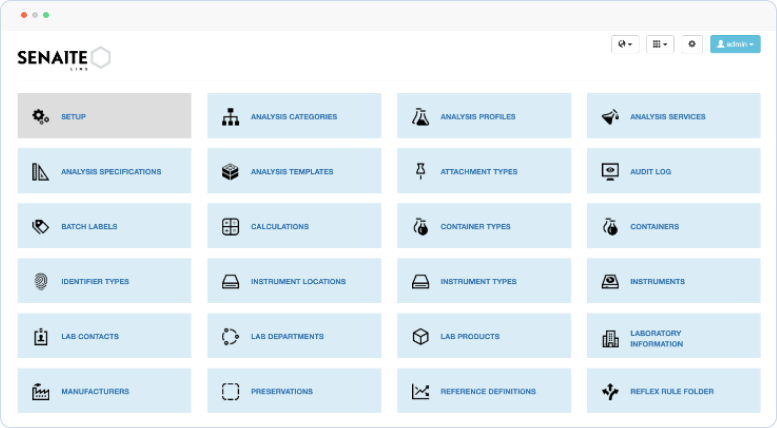 SENAITE
LIMS
admin
SETUP
ANALYSIS CATEGORIES
ANALYSIS PROFILES
ANALYSIS SERVICES
ANALYSIS SPECIFICATIONS
ANALYSIS TEMPLATES
ATTACHMENT TYPES
AUDIT LOG
BATCH LABELS
CALCULATIONS
CONTAINER TYPES
CONTAINERS
IDENTIFIER TYPES
INSTRUMENT LOCATIONS
INSTRUMENT TYPES
INSTRUMENTS
LAB CONTACTS
LAB DEPARTMENTS
LAB PRODUCTS
LABORATORY
INFORMATION
MANUFACTURERS
PRESERVATIONS
REFERENCE DEFINITIONS
REFLEX RULE FOLDER